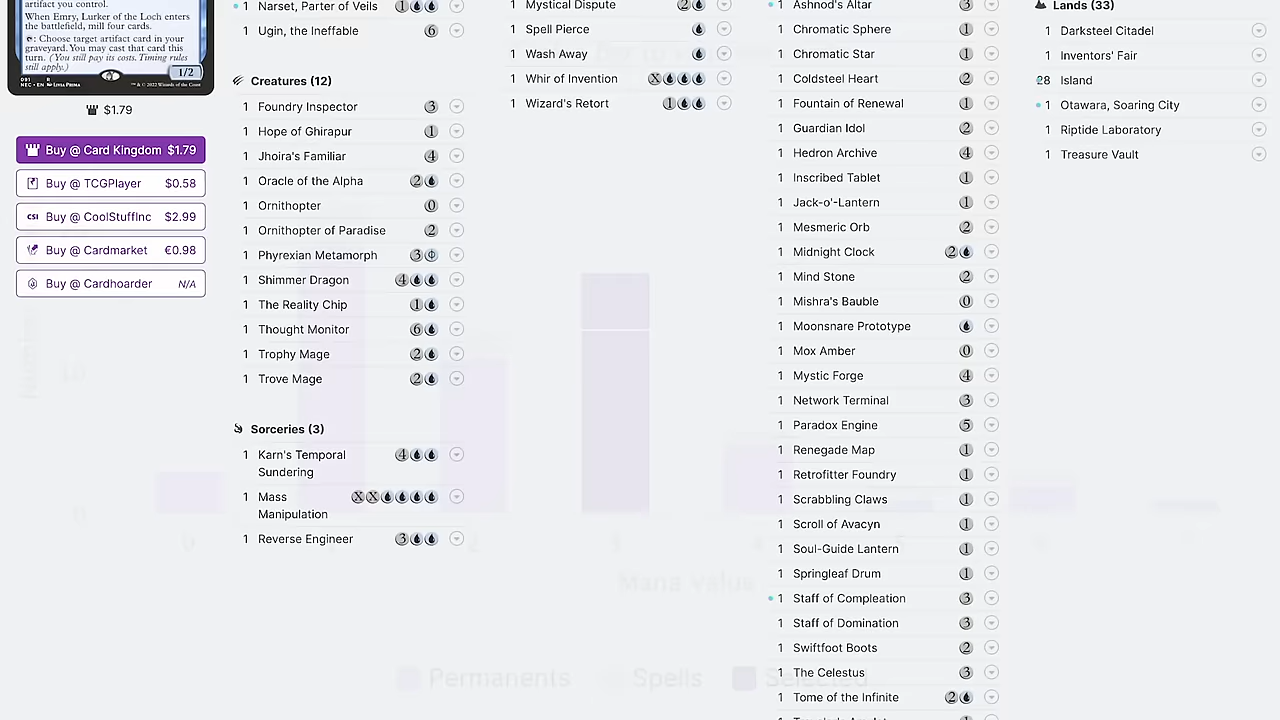 artifact you control.
When Emry, Lurker of the Loch enters
the battlefield, mill four cards.
: Choose target artifact card in your
graveyard. You may cast that card this
turn. (You still pay its costs. Timing rules
still apply.)
1/2
$1.79
Buy @ Card Kingdom $1.79
Buy @ TCGPlayer $0.58
CSI Buy @ CoolStuffInc $2.99
Buy @ Cardmarket €0.98
Buy @ Cardhoarder N/A
1 Narset, Parter of Veils 1
1 Ugin, the Ineffable 6
Creatures (12)
1 Foundry Inspector 3
1 Hope of Ghirapur 1
1 Jhoira's Familiar 4
1 Oracle of the Alpha 2
1 Ornithopter 0
1 Ornithopter of Paradise 2
1 Phyrexian Metamorph 3
1 Shimmer Dragon 4
1 The Reality Chip 1
1 Thought Monitor 6
1 Trophy Mage 2
1 Trove Mage 2
Sorceries (3)
1 Karn's Temporal 4
Sundering
1 Mass X X
Manipulation
1 Reverse Engineer 3
1 Mystical Dispute 2
1 Spell Pierce
1 Wash Away
1 Whir of Invention X
1 Wizard's Retort 1
1 Ashnod's Altar 3
1 Chromatic Sphere 1
1 Chromatic Star 1
1 Coldsteel Heart 2
1 Fountain of Renewal 1
1 Guardian Idol 2
1 Hedron Archive 4
1 Inscribed Tablet 1
1 Jack-o'-Lantern 1
1 Mesmeric Orb 2
1 Midnight Clock 2
1 Mind Stone 2
1 Mishra's Bauble 0
1 Moonsnare Prototype
1 Mox Amber 0
1 Mystic Forge 4
1 Network Terminal 3
1 Paradox Engine 5
1 Renegade Map 1
1 Retrofitter Foundry 1
1 Scrabbling Claws 1
1 Scroll of Avacyn 1
1 Soul-Guide Lantern 1
1 Springleaf Drum 1
1 Staff of Compleation 3
1 Staff of Domination 3
1 Swiftfoot Boots 2
1 The Celestus 3
1 Tome of the Infinite 2
Lands (33)
1 Darksteel Citadel
1 Inventors' Fair
28 Island
1 Otawara, Soaring City
1 Riptide Laboratory
1 Treasure Vault
Mana value
Permanents Spells Selected